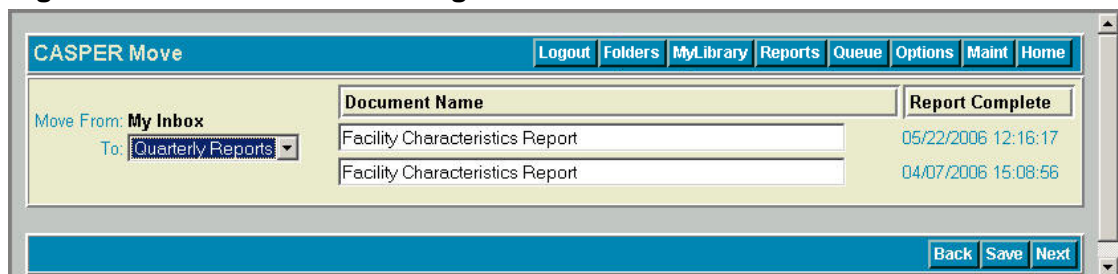 CASPER Move
Logout Folders MyLibrary Reports Queue Options Maint Home
Document Name Report Complete
Move From: My Inbox
To: Quarterly Reports
Facility Characteristics Report 05/22/2006 12:16:17
Facility Characteristics Report 04/07/2006 15:08:56
Back Save Next